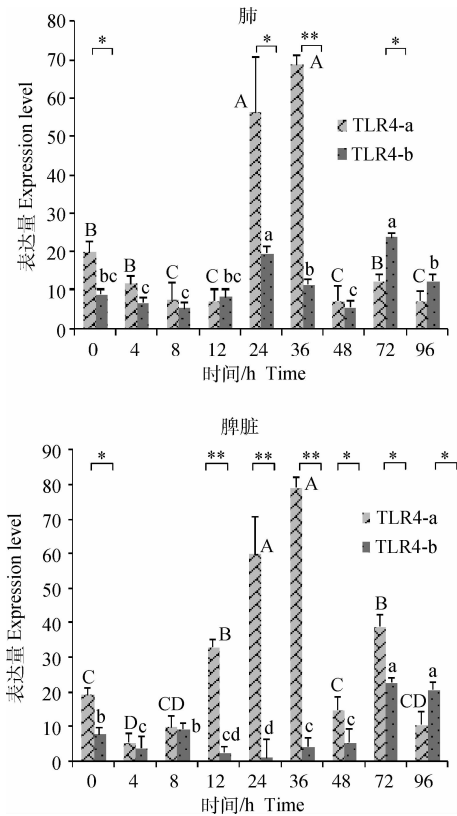 肺
80
* * ** *
70
A A
60
TLR4-a
50
TLR4-b
40
表达量 Expression level
30
B a a
20
B C C bc b C B b
bc c c c C
10
0
0 4 8 12 24 36 48 72 96
时间/h Time
脾脏
90
* ** ** ** * * *
80
A
70
TLR4-a
A
60
TLR4-b
50
表达量 Expression level
40
B
B
30
C a a
20
C CD
b D c CD b cd d c c
10
0
0 4 8 12 24 36 48 72 96
时间/h Time